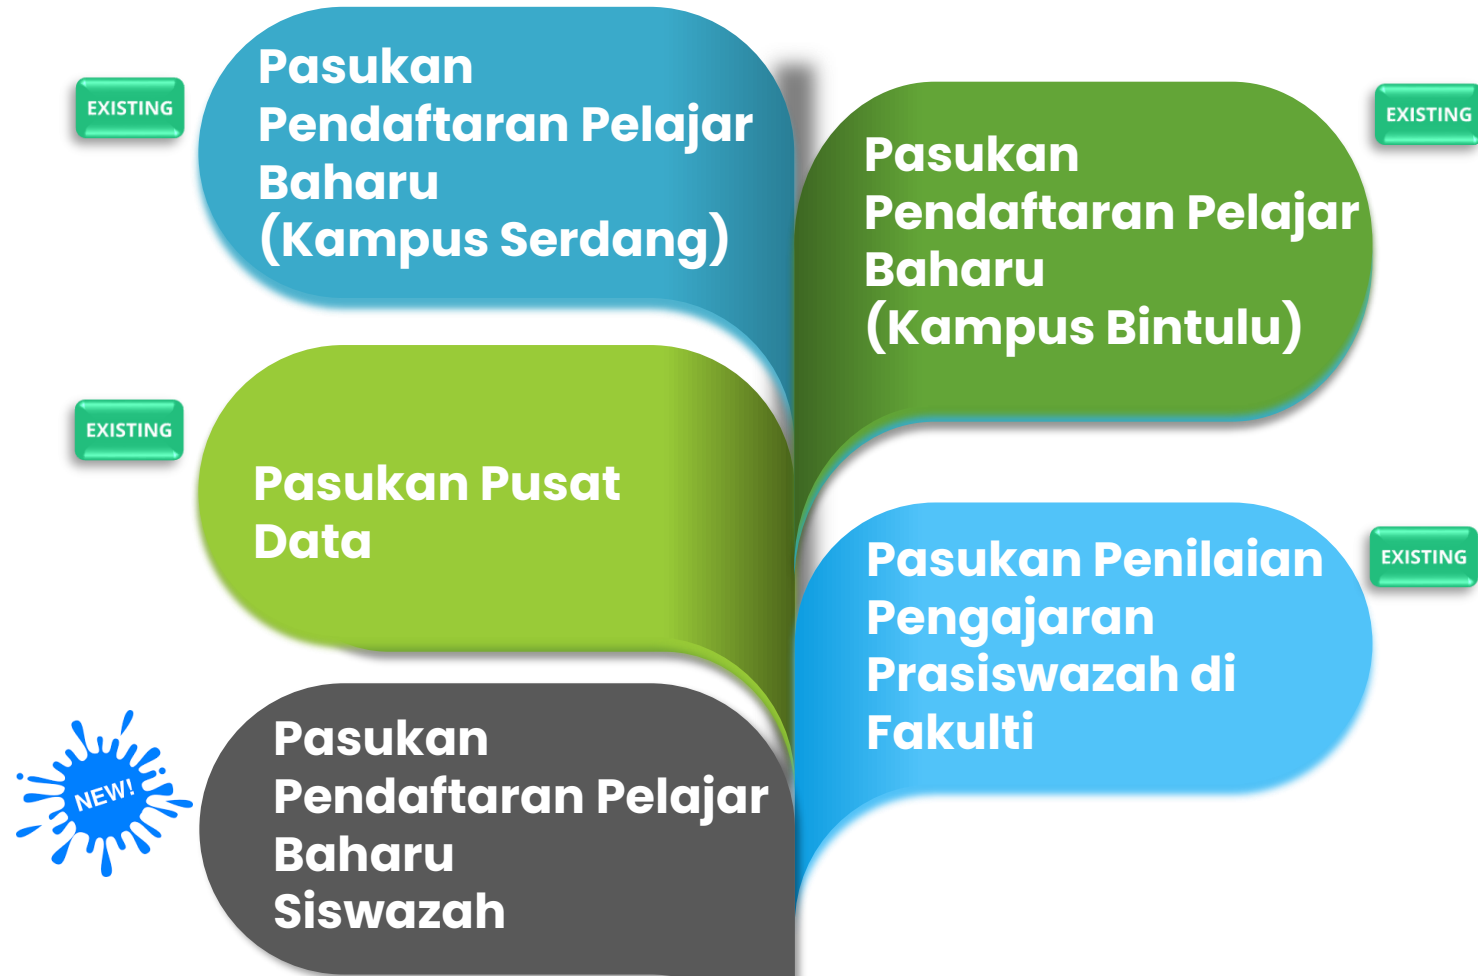 EXISTING
Pasukan
Pendaftaran Pelajar
Baharu
(Kampus Serdang)
EXISTING
Pasukan
Pendaftaran Pelajar
Baharu
(Kampus Bintulu)
EXISTING
Pasukan Pusat
Data
EXISTING
Pasukan Penilaian
Pengajaran
Prasiswazah di
Fakulti
NEW!
Pasukan
Pendaftaran Pelajar
Baharu
Siswazah